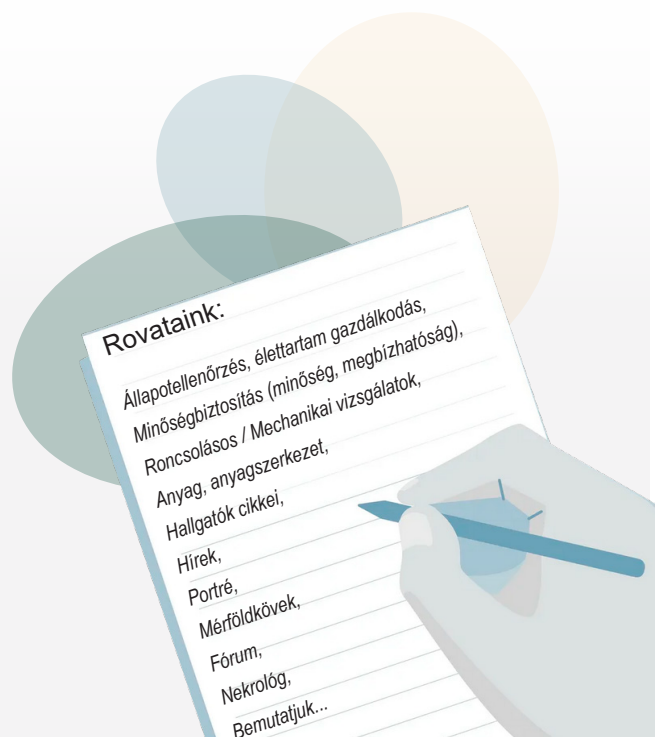 Rovataink:
Állapotellenőrzés, élettartam gazdálkodás,
Minőségbiztosítás (minőség, megbízhatóság),
Roncsolásos / Mechanikai vizsgálatok,
Anyag, anyagszerkezet,
Hallgatók cikkei,
Hírek,
Portré,
Mérföldkövek,
Fórum,
Nekrológ,
Bemutatjuk...